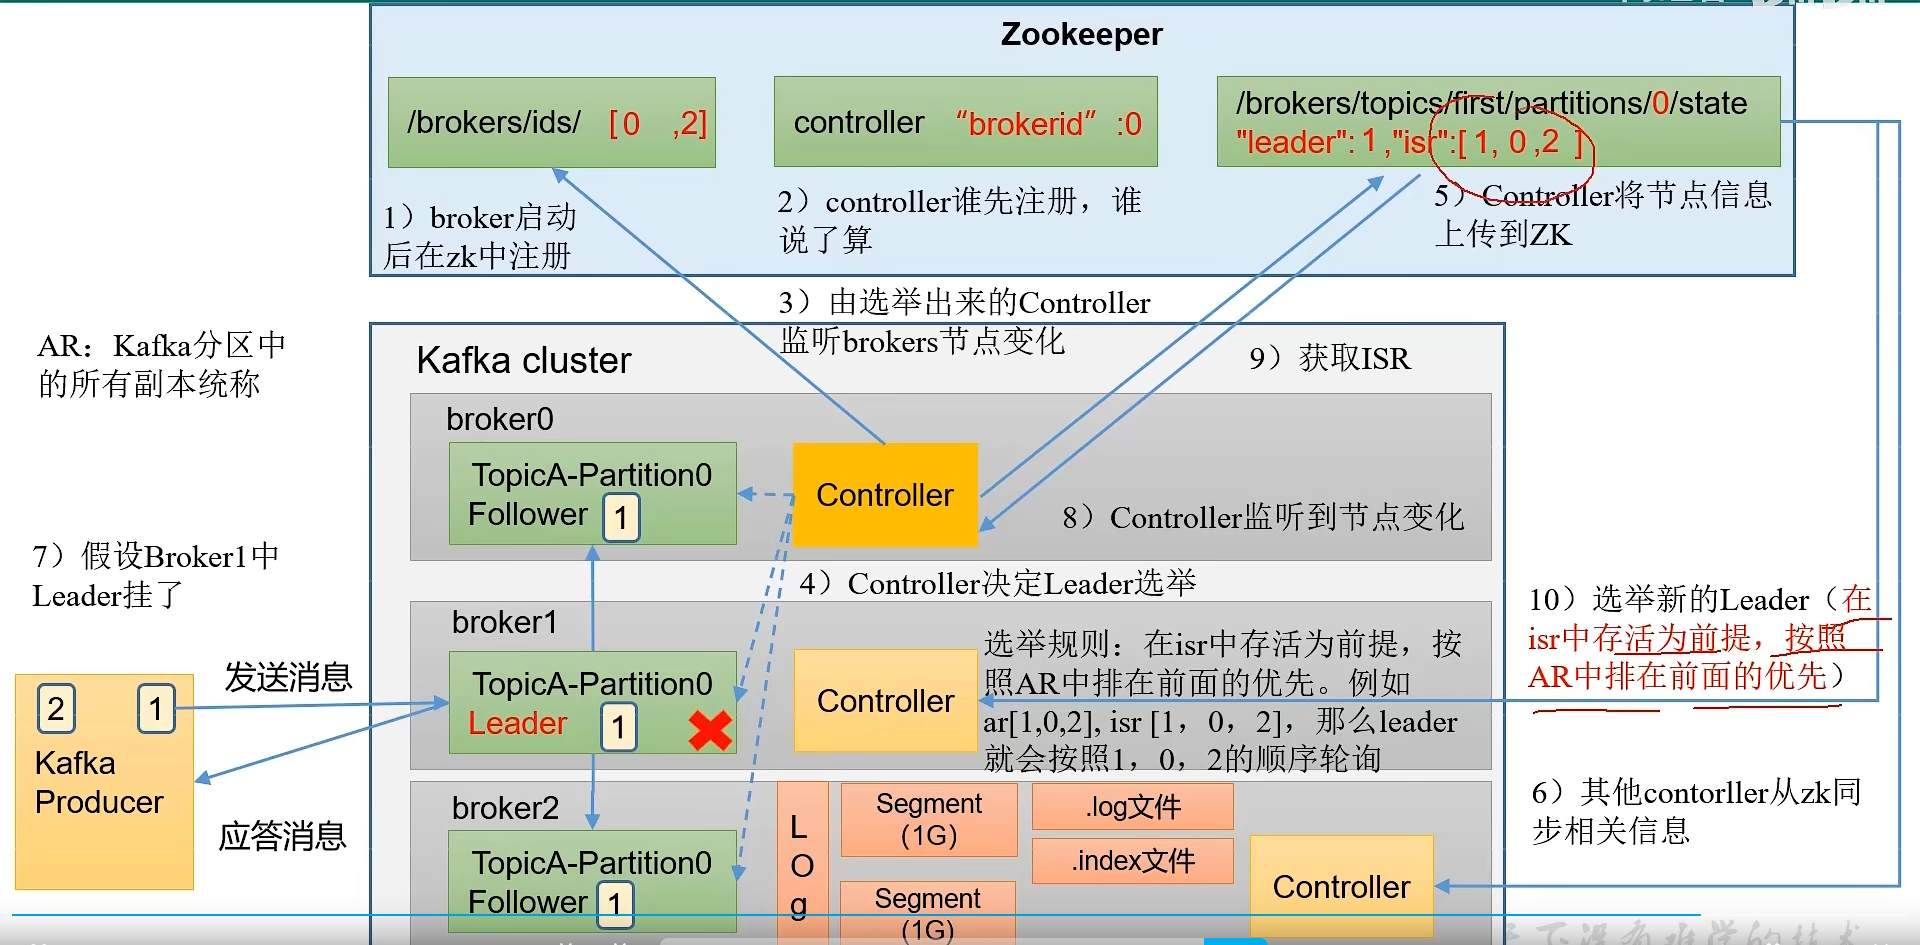 Zookeeper
/brokers/ids/ [0 ,2]
controller “brokerid” :0
/brokers/topics/first/partitions/0/state
"leader": 1 ,"isr":[ 1, 0 ,2 ]
1）broker启动
后在zk中注册
2）controller谁先注册，谁
说了算
5）Controller将节点信息
上传到ZK
3）由选举出来的Controller
监听brokers节点变化
AR：Kafka分区中
的所有副本统称
Kafka cluster
9）获取ISR
broker0
TopicA-Partition0
Follower 1
Controller
8）Controller监听到节点变化
7）假设Broker1中
Leader挂了
4）Controller决定Leader选举
10）选举新的Leader（在
isr中存活为前提，按照
AR中排在前面的优先）
broker1
TopicA-Partition0
Leader 1
Controller
选举规则：在isr中存活为前提，按
照AR中排在前面的优先。例如
ar[1,0,2], isr [1，0，2]，那么leader
就会按照1，0，2的顺序轮询
发送消息
2 1
Kafka
Producer
应答消息
6）其他contorller从zk同
步相关信息
broker2
TopicA-Partition0
Follower 1
LOg
Segment
(1G)
.log文件
.index文件
Segment
(1G)
Controller